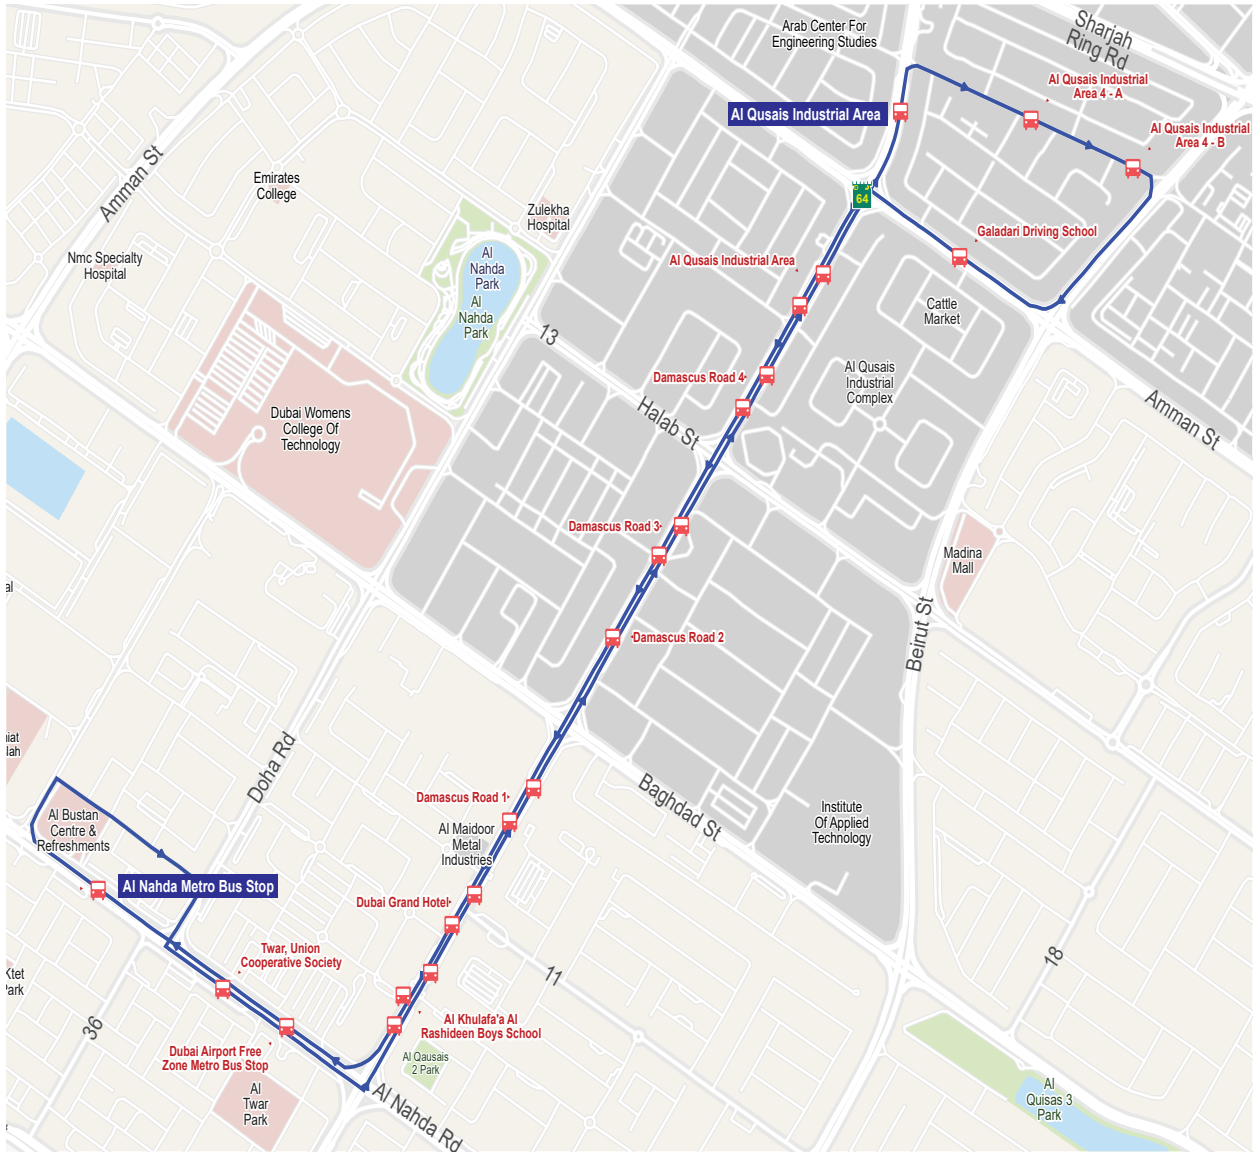 Arab Center For
Engineering Studies
Sharjah
Ring Rd
Al Qusais Industrial
Area 4 - A
Al Qusais Industrial Area
Al Qusais Industrial
Area 4 - B
Amman St
Emirates
College
64
Zulekha
Hospital
Galadari Driving School
Nmc Specialty
Hospital
Al
Nahda
Park
Al
Nahda
Park
Al Qusais Industrial Area
Cattle
Market
13
Damascus Road 4
Al Qusais
Industrial
Complex
Halab St
Amman St
Dubai Womens
College Of
Technology
Damascus Road 3
Madina
Mall
al
Beirut St
Damascus Road 2
iat
lah
Doha Rd
Damascus Road 1
Baghdad St
Al Bustan
Centre &
Refreshments
Al Maidoor
Metal
Industries
Institute
Of Applied
Technology
Al Nahda Metro Bus Stop
Dubai Grand Hotel
Twar, Union
Cooperative Society
11
18
Ktet
Park
36
Al Khulafa'a Al
Rashideen Boys School
Dubai Airport Free
Zone Metro Bus Stop
Al Qausais
2 Park
Al
Twar
Park
Al Nahda Rd
Al
Quisas 3
Park